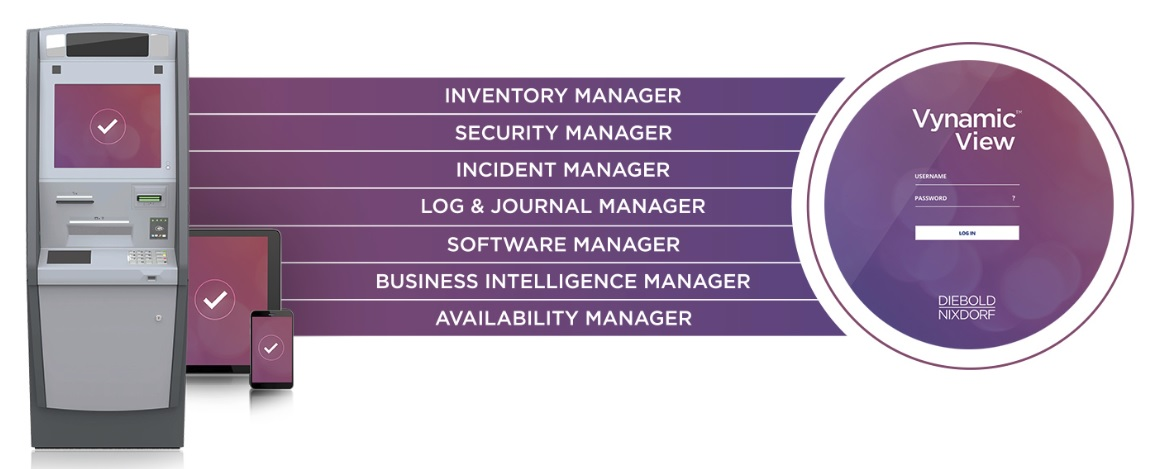 INVENTORY MANAGER
SECURITY MANAGER
INCIDENT MANAGER
LOG & JOURNAL MANAGER
SOFTWARE MANAGER
BUSINESS INTELLIGENCE MANAGER
AVAILABILITY MANAGER
Vynamic™
View
USERNAME
PASSWORD ?
LOG IN
DIEBOLD
NIXDORF